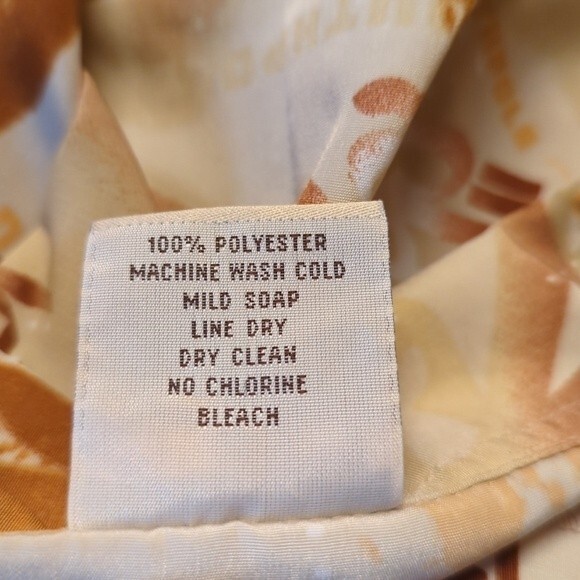 100% POLYESTER
MACHINE WASH COLD
MILD SOAP
LINE DRY
DRY CLEAN
NO CHLORINE
BLEACH